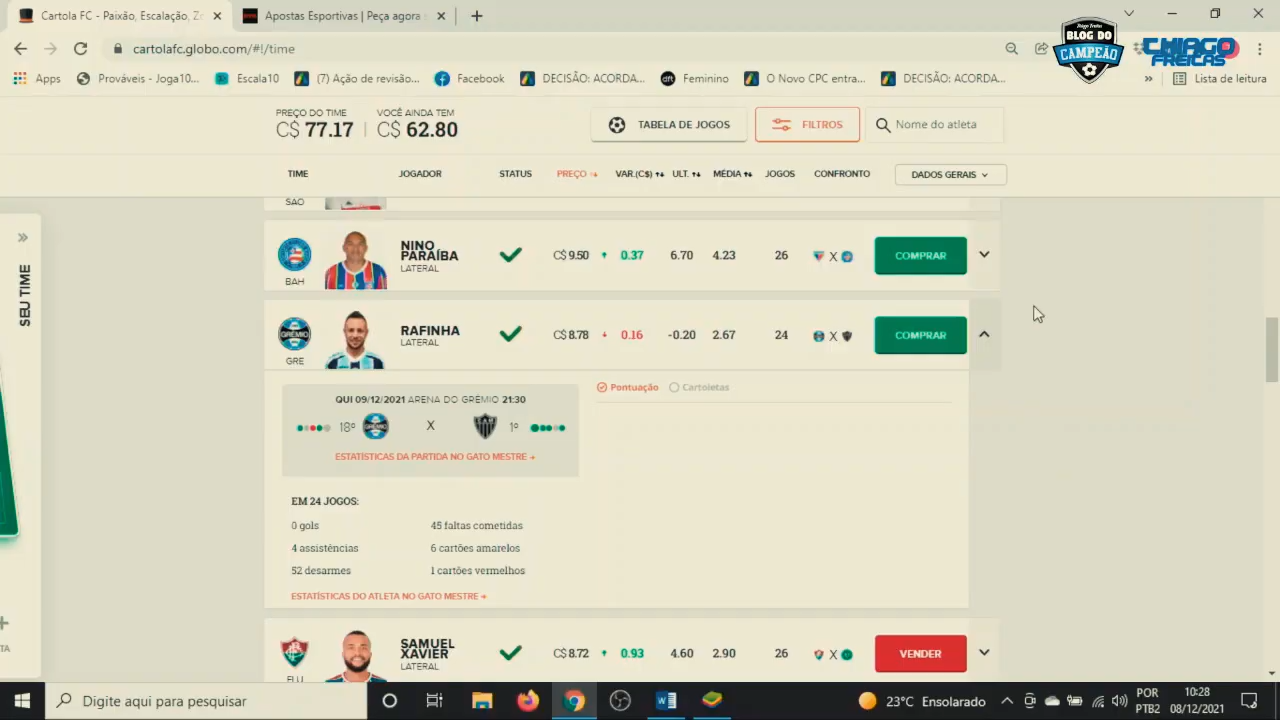 Cartola FC - Paixão, Escalação, Zo
Apostas Esportivas | Peça agora
Thiago Freitas
BLOG DO
CAMPEÃO
THIAGO
FREITAS
cartolafc.globo.com/#!/time
Apps
Prováveis - Joga10...
Escala10
(7) Ação de revisão...
Facebook
DECISÃO: ACORDA...
Feminino
O Novo CPC entra...
DECISÃO: ACORDA...
»
Lista de leitura
PREÇO DO TIME
C$ 77.17
VOCÊ AINDA TEM
C$ 62.80
TABELA DE JOGOS
FILTROS
Nome do atleta
TIME JOGADOR STATUS PREÇO VAR.(C$) ULT. MÉDIA JOGOS CONFRONTO DADOS GERAIS
SAO
SEU TIME
NINO
PARAÍBA
LATERAL
BAH
C$ 9.50 0.37 6.70 4.23 26 X COMPRAR
RAFINHA
LATERAL
GRÊMIO
GRE
C$ 8.78 0.16 -0.20 2.67 24 X COMPRAR
QUI 09/12/2021 ARENA DO GRÊMIO 21:30
18º GRÊMIO X 1º
ESTATÍSTICAS DA PARTIDA NO GATO MESTRE
Pontuação Cartoletas
EM 24 JOGOS:
0 gols 45 faltas cometidas
4 assistências 6 cartões amarelos
52 desarmes 1 cartões vermelhos
ESTATÍSTICAS DO ATLETA NO GATO MESTRE
SAMUEL
XAVIER
LATERAL
FLU
C$ 8.72 0.93 4.60 2.90 26 X VENDER
TA
Digite aqui para pesquisar
23°C Ensolarado
POR
PTB2
10:28
08/12/2021